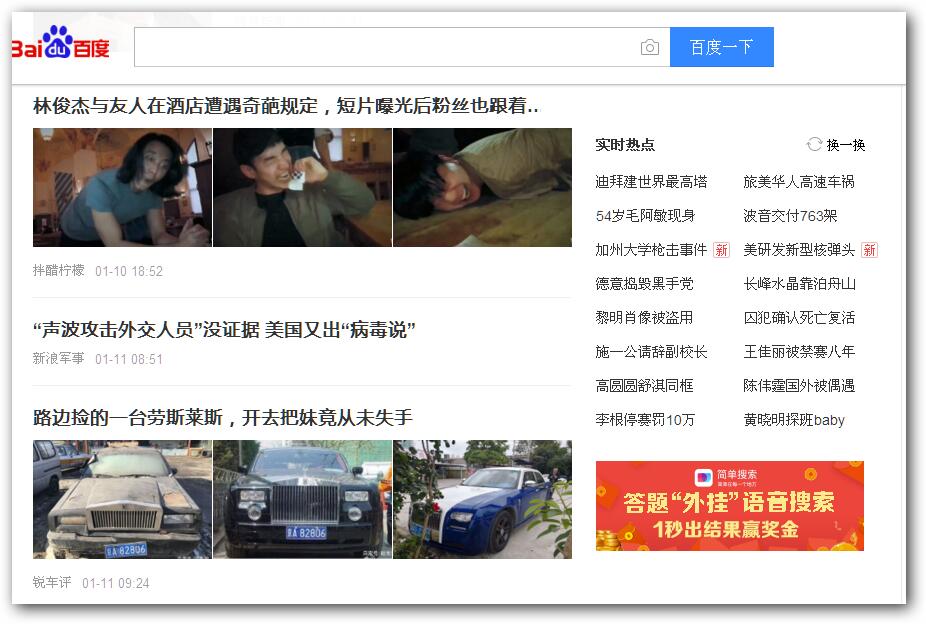 Bai du 百度
百度一下
林俊杰与友人在酒店遭遇奇葩规定，短片曝光后粉丝也跟着...
拌醋柠檬 01-10 18:52
“声波攻击外交人员”没证据 美国又出“病毒说”
新浪军事 01-11 08:51
路边捡的一台劳斯莱斯，开去把妹竟从未失手
A 82806
A 82806
锐车评 01-11 09:24
实时热点 换一换
迪拜建世界最高塔 旅美华人高速车祸
54岁毛阿敏现身 波音交付763架
加州大学枪击事件 新 美研发新型核弹头 新
德意捣毁黑手党 长峰水晶靠泊舟山
黎明肖像被盗用 囚犯确认死亡复活
施一公请辞副校长 王佳丽被禁赛八年
高圆圆舒淇同框 陈伟霆国外被偶遇
李根停赛罚10万 黄晓明探班baby
简单搜索
答题“外挂”语音搜索
1秒出结果赢奖金